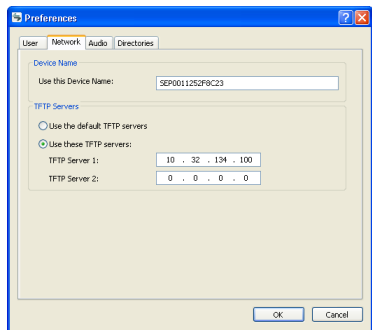 Preferences
User Network Audio Directories
Device Name
Use this Device Name: SEP0011252F8C23
TFTP Servers
Use the default TFTP servers
Use these TFTP servers:
TFTP Server 1: 10 . 32 . 134 . 100
TFTP Server 2: 0 . 0 . 0 . 0
OK Cancel